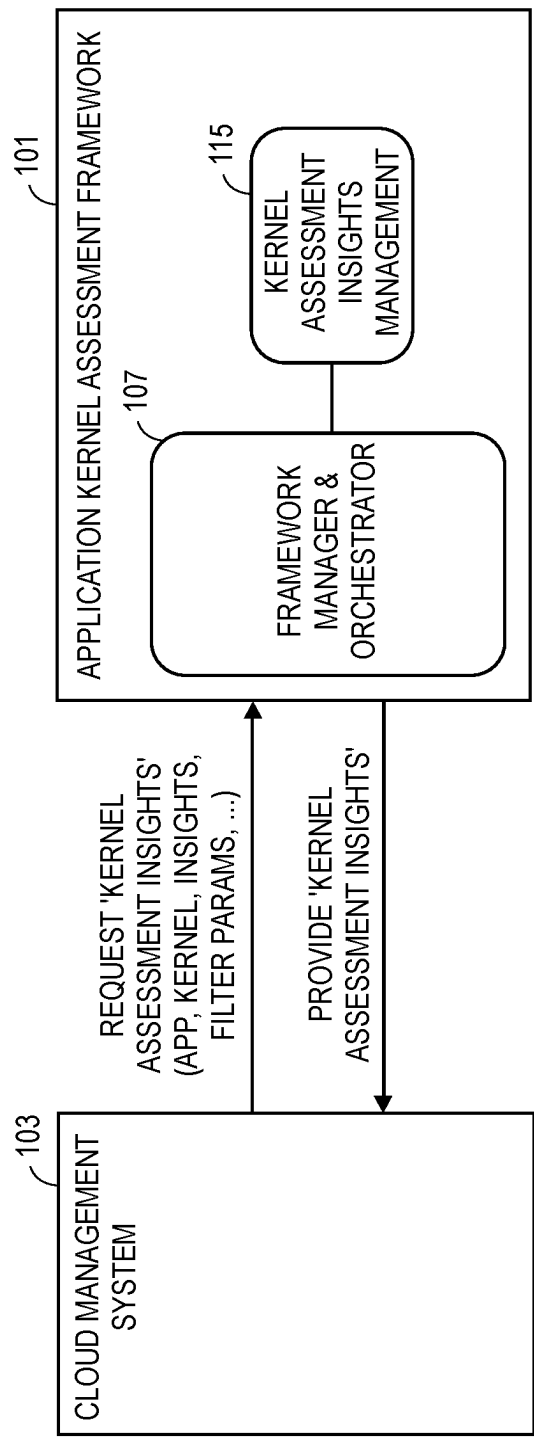 CLOUD MANAGEMENT
SYSTEM
103
REQUEST 'KERNEL
ASSESSMENT INSIGHTS'
(APP, KERNEL, INSIGHTS,
FILTER PARAMS, ...)
PROVIDE 'KERNEL
ASSESSMENT INSIGHTS'
APPLICATION KERNEL ASSESSMENT FRAMEWORK
101
FRAMEWORK
MANAGER &
ORCHESTRATOR
107
KERNEL
ASSESSMENT
INSIGHTS
MANAGEMENT
115